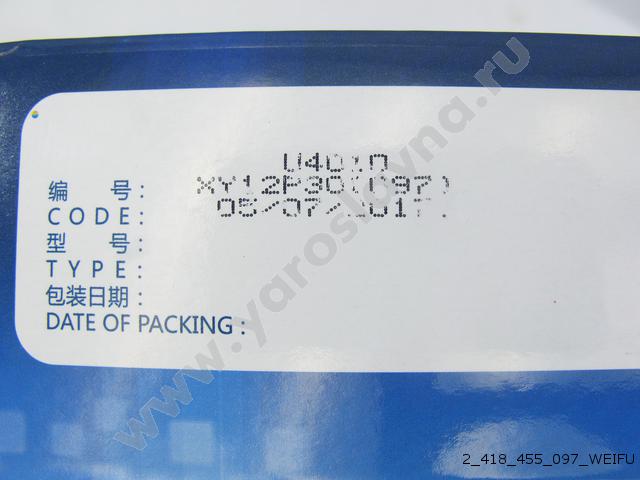 U4010
XY12P30(097)
05/07/2017.
编 号：
CODE：
型 号：
TYPE：
包装日期：
DATE OF PACKING：
www.yaroslovna.ru
2_418_455_097_WEIFU